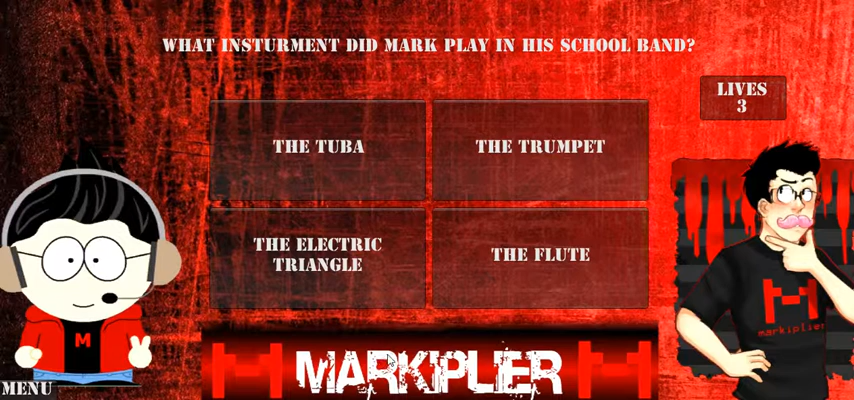 WHAT INSTURMENT DID MARK PLAY IN HIS SCHOOL BAND?
LIVES
3
THE TUBA
THE TRUMPET
THE ELECTRIC
TRIANGLE
THE FLUTE
M
markiplier
MARKIPLIER
MENU